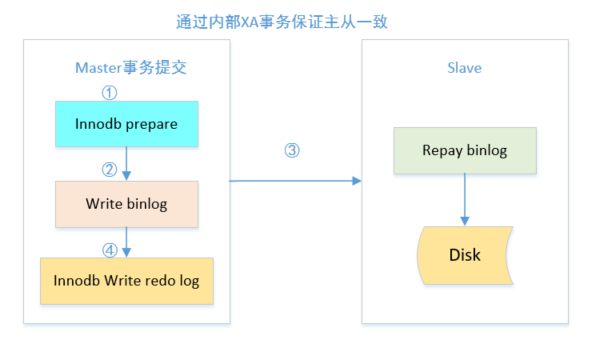 通过内部XA事务保证主从一致
Master事务提交
①
Innodb prepare
②
Write binlog
④
Innodb Write redo log
③
Slave
Repay binlog
Disk